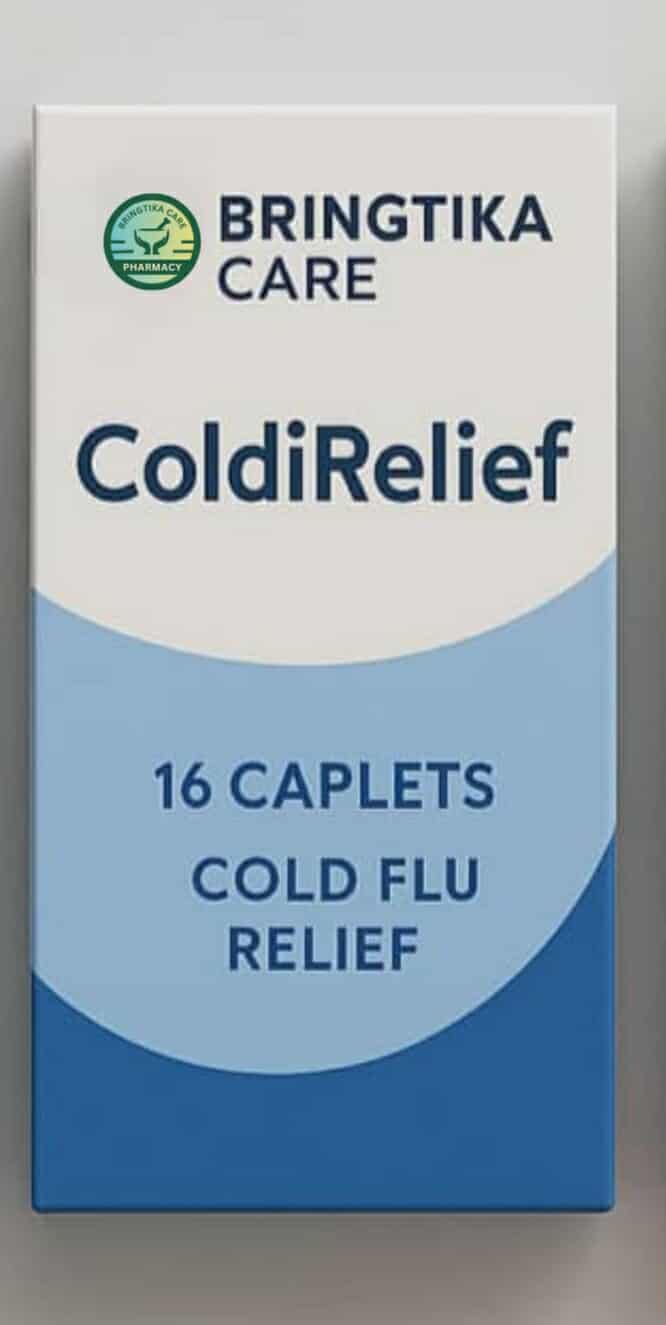 BRINGTIKA CARE
PHARMACY
BRINGTIKA
CARE
ColdiRelief
16 CAPLETS
COLD FLU
RELIEF